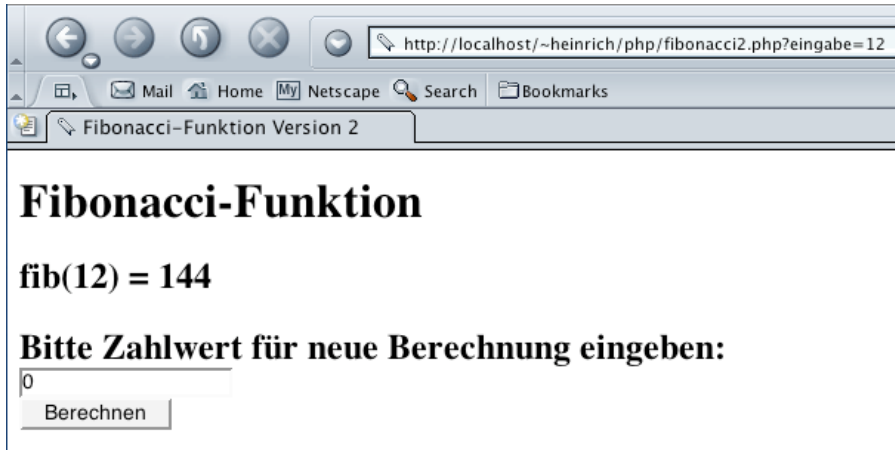 http://localhost/~heinrich/php/fibonacci2.php?eingabe=12
Mail Home My Netscape Search Bookmarks
Fibonacci-Funktion Version 2
Fibonacci-Funktion
fib(12) = 144
Bitte Zahlwert für neue Berechnung eingeben:
0
Berechnen